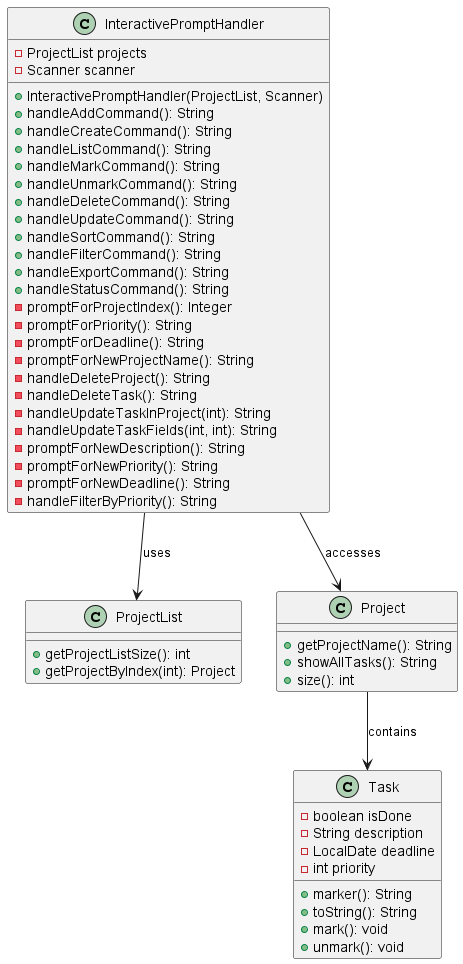 C InteractivePromptHandler
ProjectList projects
Scanner scanner
InteractivePromptHandler(ProjectList, Scanner)
handleAddCommand(): String
handleCreateCommand(): String
handleListCommand(): String
handleMarkCommand(): String
handleUnmarkCommand(): String
handleDeleteCommand(): String
handleUpdateCommand(): String
handleSortCommand(): String
handleFilterCommand(): String
handleExportCommand(): String
handleStatusCommand(): String
promptForProjectIndex(): Integer
promptForPriority(): String
promptForDeadline(): String
promptForNewProjectName(): String
handleDeleteProject(): String
handleDeleteTask(): String
handleUpdateTaskInProject(int): String
handleUpdateTaskFields(int, int): String
promptForNewDescription(): String
promptForNewPriority(): String
promptForNewDeadline(): String
handleFilterByPriority(): String
uses
accesses
C ProjectList
getProjectListSize(): int
getProjectByIndex(int): Project
C Project
getProjectName(): String
showAllTasks(): String
size(): int
contains
C Task
boolean isDone
String description
LocalDate deadline
int priority
marker(): String
toString(): String
mark(): void
unmark(): void